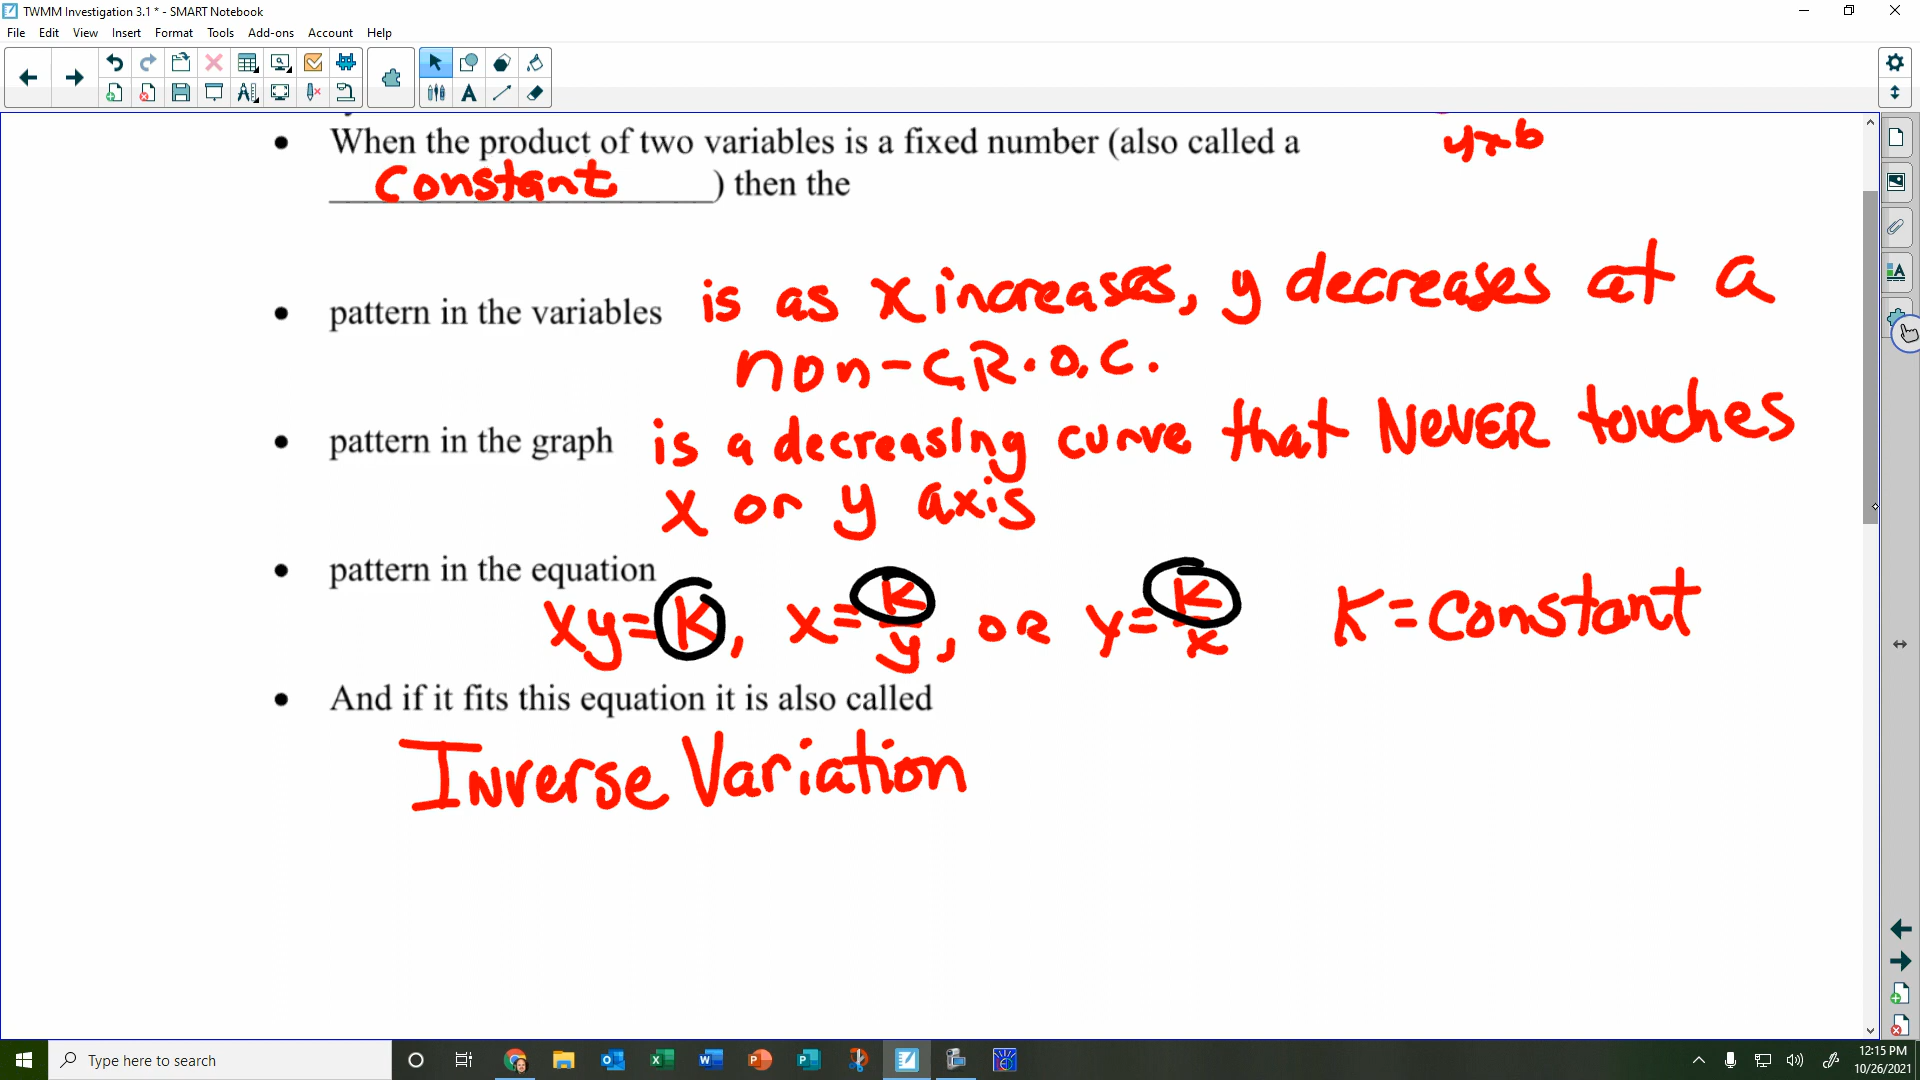 TWMM Investigation 3.1 * - SMART Notebook
File Edit View Insert Format Tools Add-ons Account Help
When the product of two variables is a fixed number (also called a
Constant ) then the
pattern in the variables is as x increases, y decreases at a
non-C.R.O.C.
pattern in the graph is a decreasing curve that NEVER touches
x or y axis
pattern in the equation
xy=K, x=K/y, OR y=K/x K=Constant
And if it fits this equation it is also called
Inverse Variation
Type here to search
12:15 PM
10/26/2021